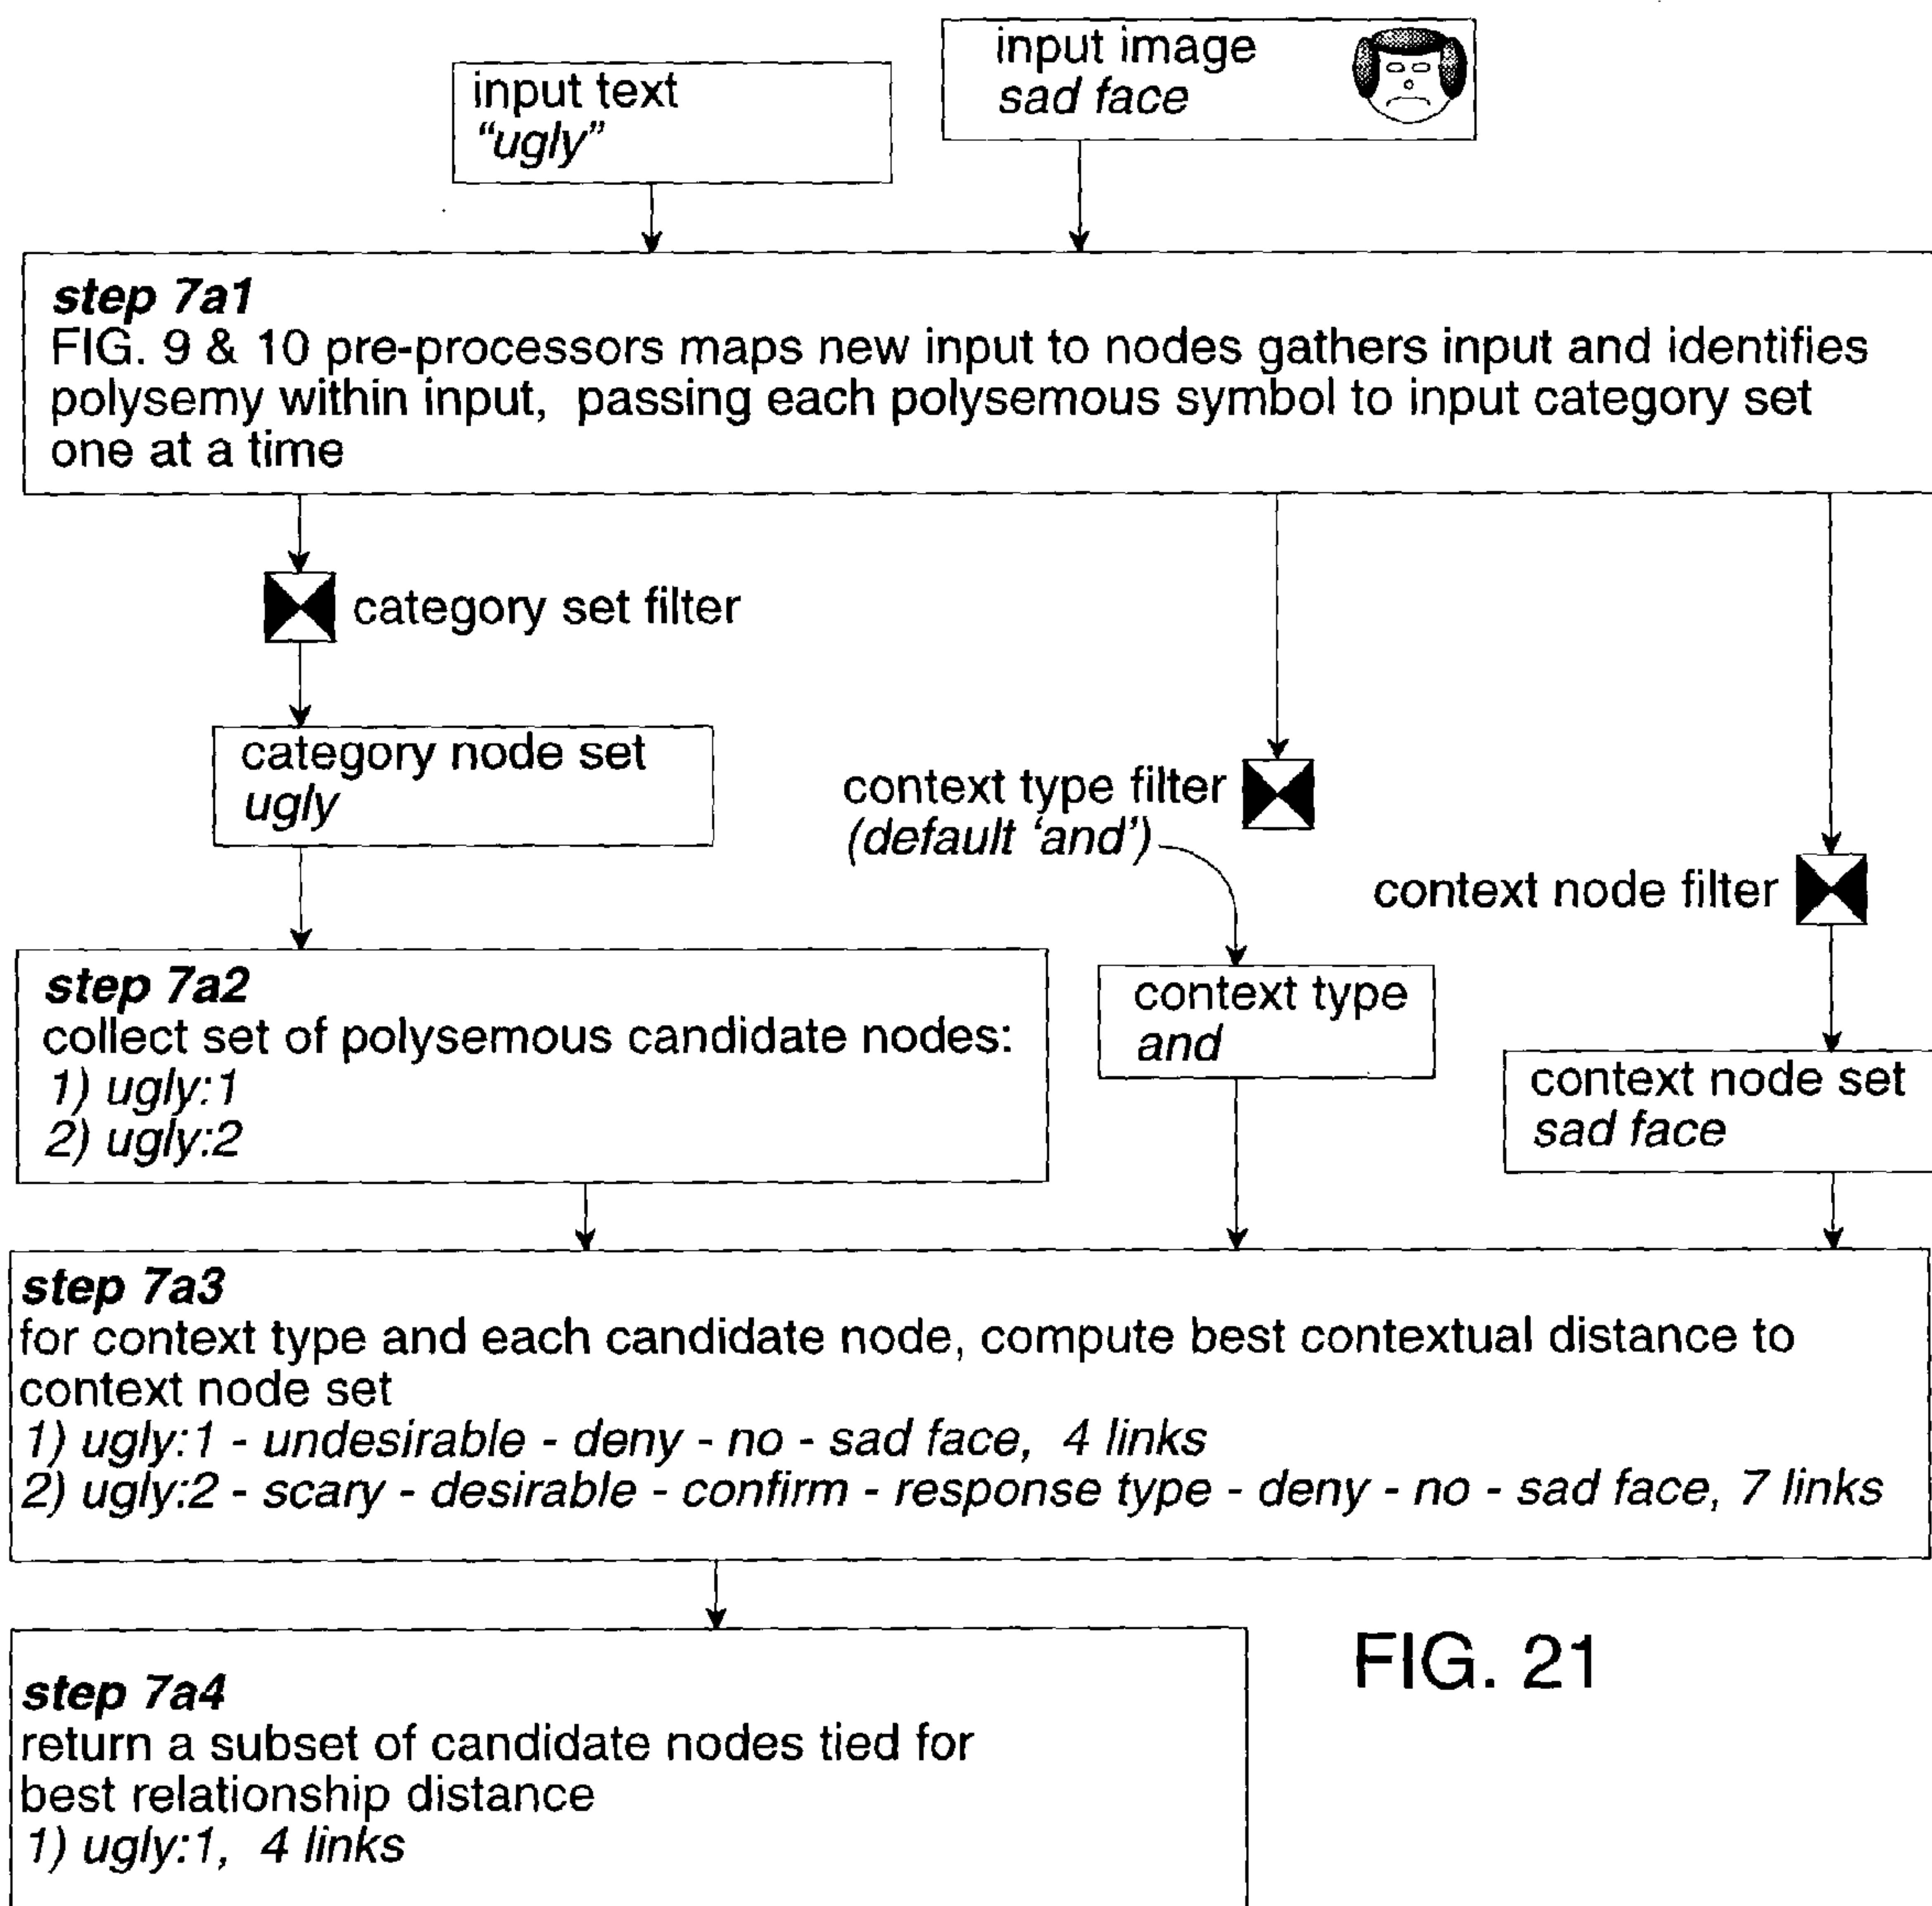 input text
“ugly”
input image
sad face
step 7a1
FIG. 9 & 10 pre-processors maps new input to nodes gathers input and identifies
polysemy within input, passing each polysemous symbol to input category set
one at a time
category set filter
category node set
ugly
context type filter
(default ‘and’)
context node filter
step 7a2
collect set of polysemous candidate nodes:
1) ugly:1
2) ugly:2
context type
and
context node set
sad face
step 7a3
for context type and each candidate node, compute best contextual distance to
context node set
1) ugly:1 - undesirable - deny - no - sad face, 4 links
2) ugly:2 - scary - desirable - confirm - response type - deny - no - sad face, 7 links
step 7a4
return a subset of candidate nodes tied for
best relationship distance
1) ugly:1, 4 links
FIG. 21